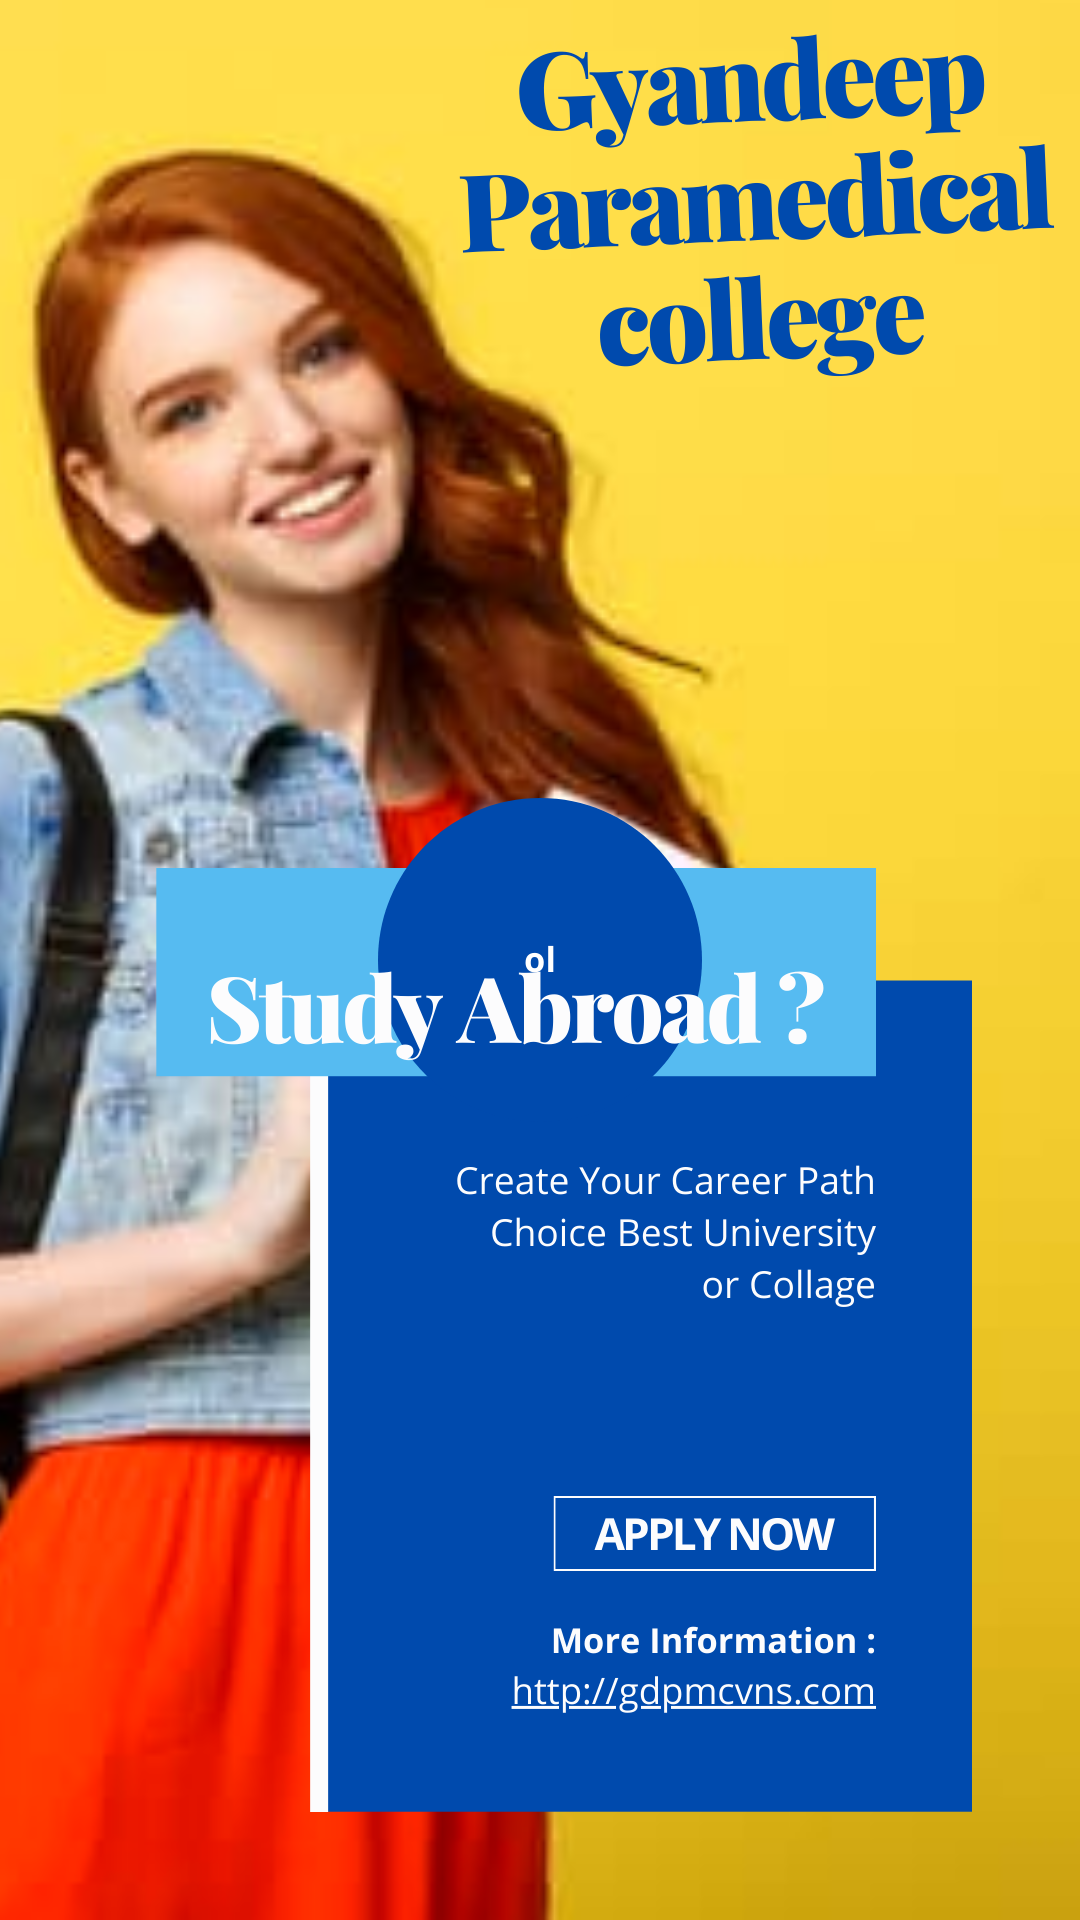 Gyandeep
Paramedical
college
ol
Study Abroad ?
Create Your Career Path
Choice Best University
or Collage
APPLY NOW
More Information :
http://gdpmcvns.com